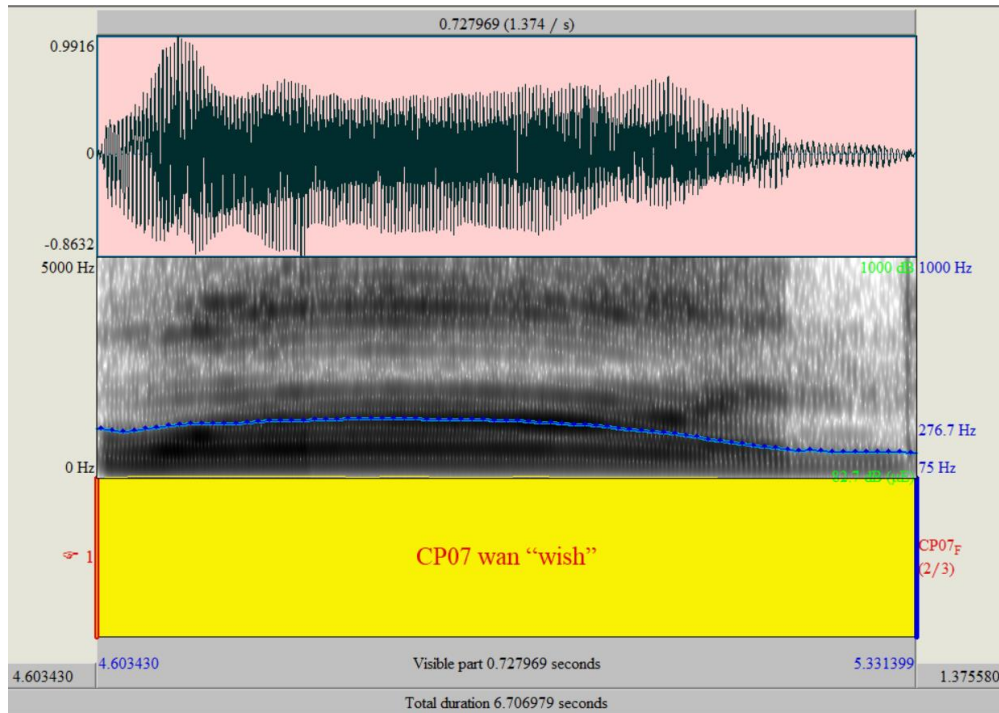 0.727969 (1.374 / s)
0.9916
0
-0.8632
5000 Hz
1000 dB
1000 Hz
276.7 Hz
0 Hz
82.7 dB (µE)
75 Hz
☞ 1
CP07 wan “wish”
CP07F
(2/3)
4.603430
Visible part 0.727969 seconds
5.331399
4.603430
1.375580
Total duration 6.706979 seconds